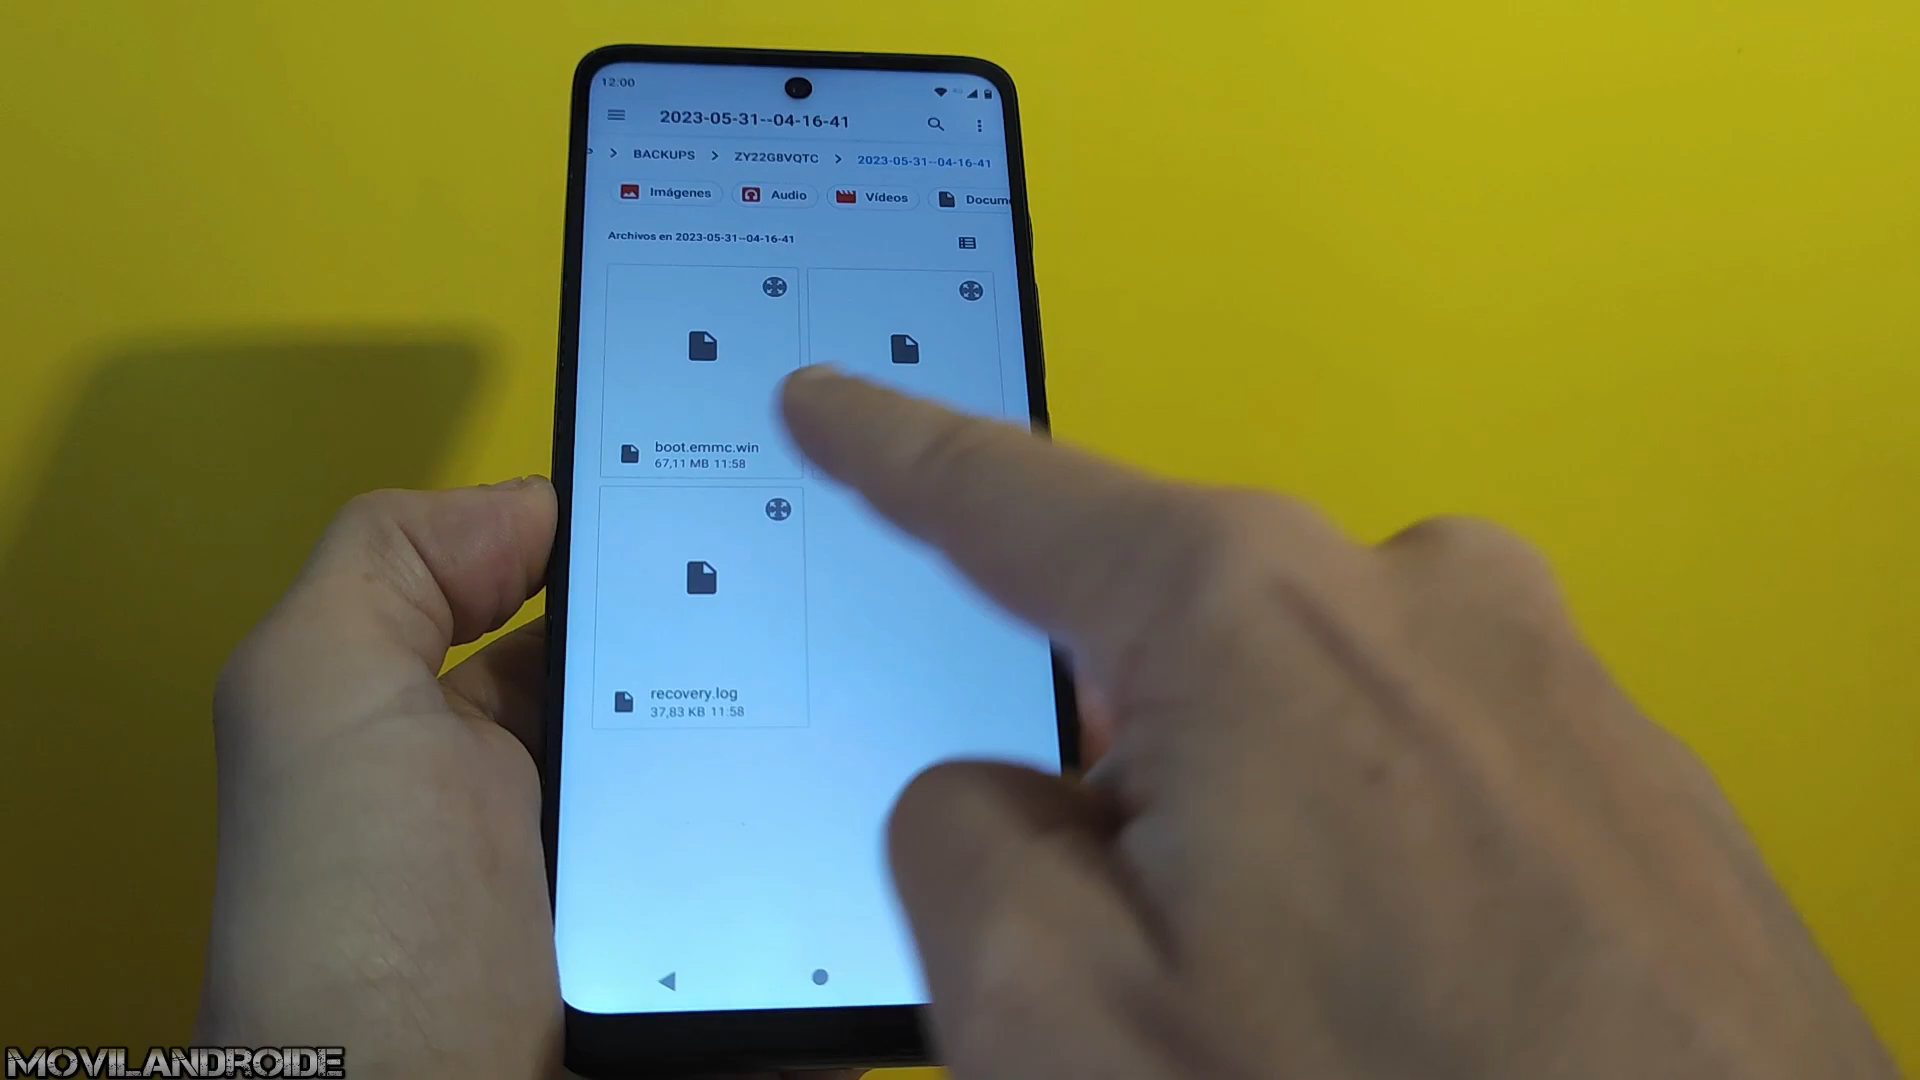 12:00
2023-05-31--04-16-41
BACKUPS > ZY22G8VQTC > 2023-05-31--04-16-41
Imágenes Audio Vídeos Docum
Archivos en 2023-05-31--04-16-41
boot.emmc.win
67,11 MB 11:58
recovery.log
37,83 KB 11:58
MOVILANDROIDE